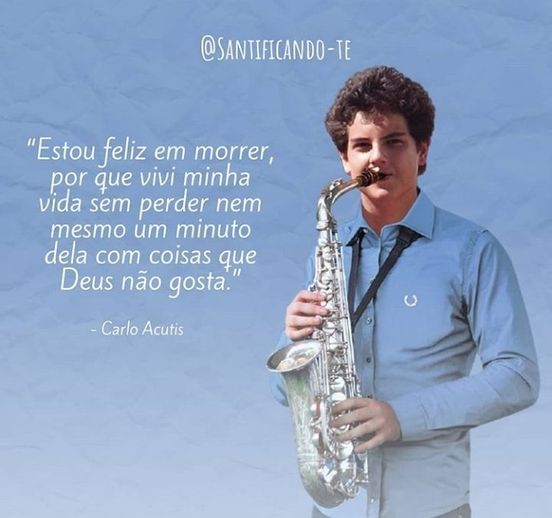 @Santificando-te
“Estou feliz em morrer,
por que vivi minha
vida sem perder nem
mesmo um minuto
dela com coisas que
Deus não gosta.”
- Carlo Acutis